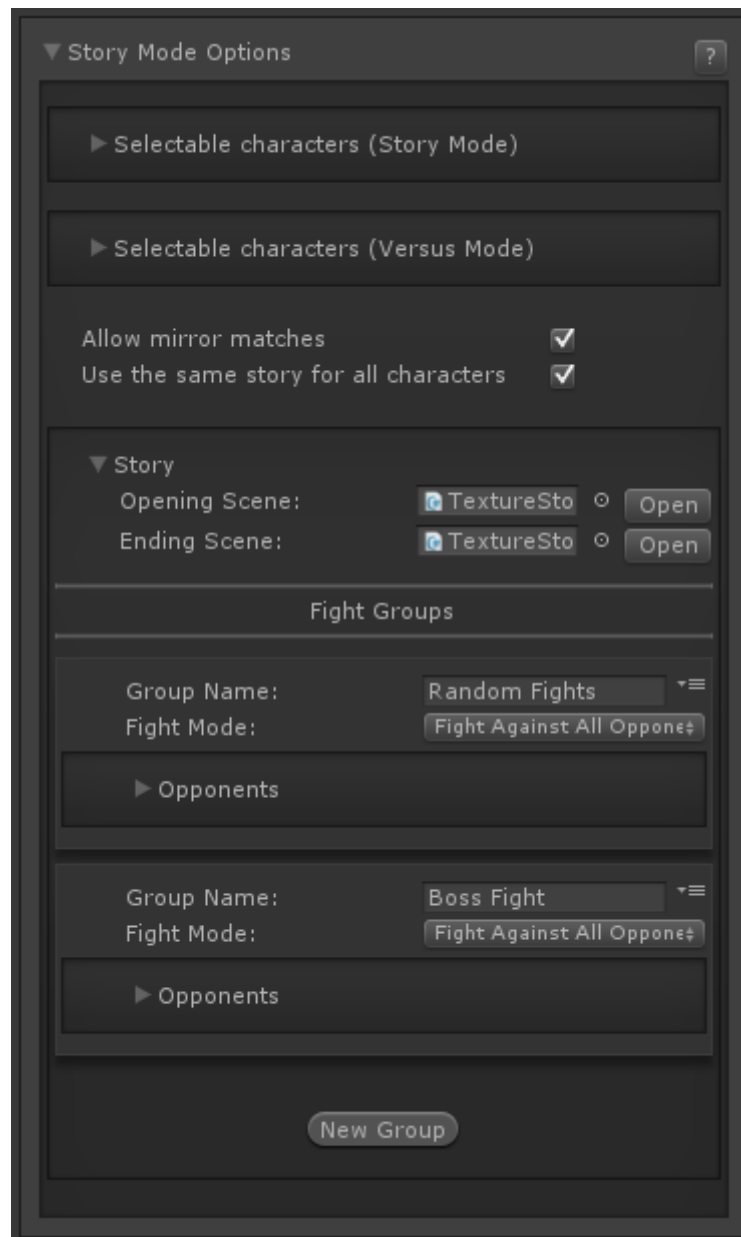 Story Mode Options ?
Selectable characters (Story Mode)
Selectable characters (Versus Mode)
Allow mirror matches
Use the same story for all characters
Story
Opening Scene: TextureSto Open
Ending Scene: TextureSto Open
Fight Groups
Group Name: Random Fights
Fight Mode: Fight Against All Oppone
Opponents
Group Name: Boss Fight
Fight Mode: Fight Against All Oppone
Opponents
New Group